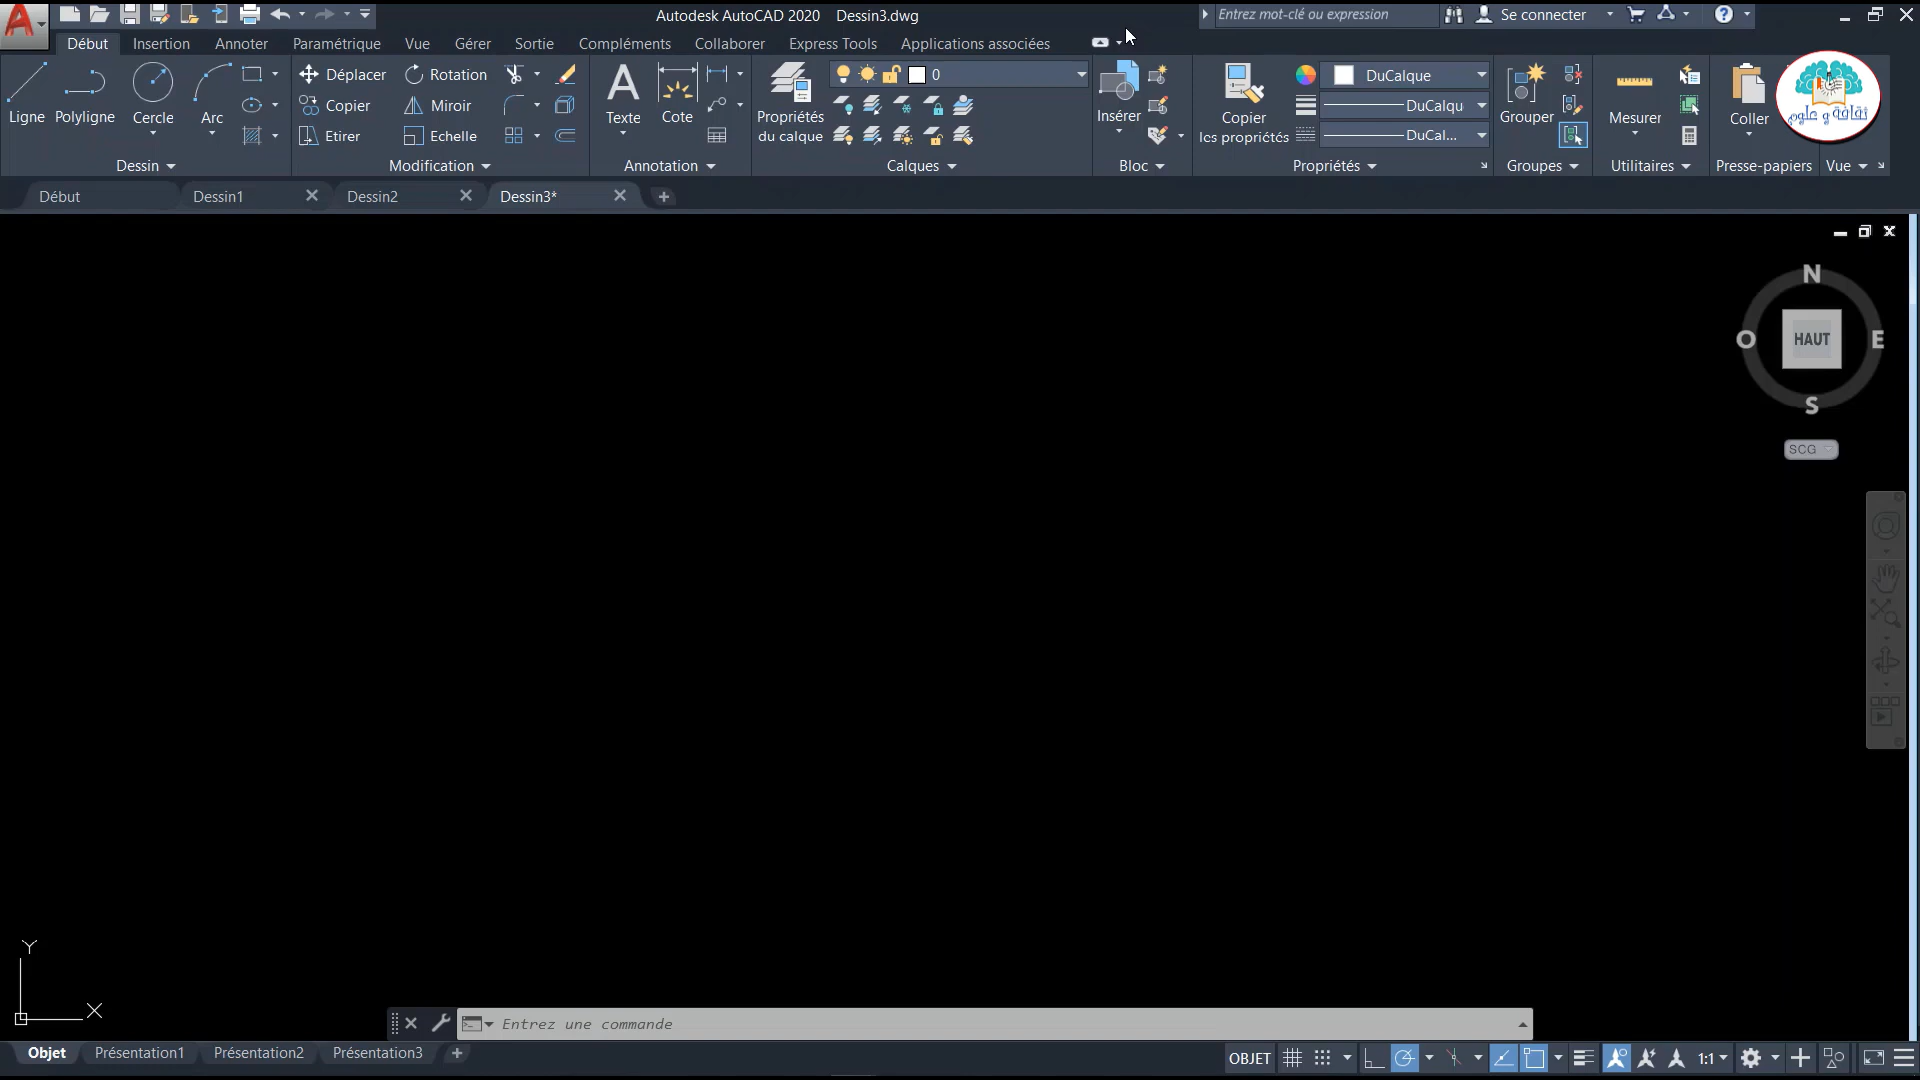 Autodesk AutoCAD 2020 Dessin3.dwg
Entrez mot-clé ou expression
Se connecter
Début Insertion Annoter Paramétrique Vue Gérer Sortie Compléments Collaborer Express Tools Applications associées
Ligne Polyligne Cercle Arc
Déplacer Rotation
Copier Miroir
Etirer Echelle
Texte Cote
Propriétés
du calque
0
Insérer
Copier
les propriétés
DuCalque
DuCalqu
DuCal...
Grouper
Mesurer
Coller
ثقافة و علوم
Dessin Modification Annotation Calques Bloc Propriétés Groupes Utilitaires Presse-papiers Vue
Début Dessin1 Dessin2 Dessin3*
N
O HAUT E
S
SCG
Y
X
Entrez une commande
Objet Présentation1 Présentation2 Présentation3
OBJET 1:1